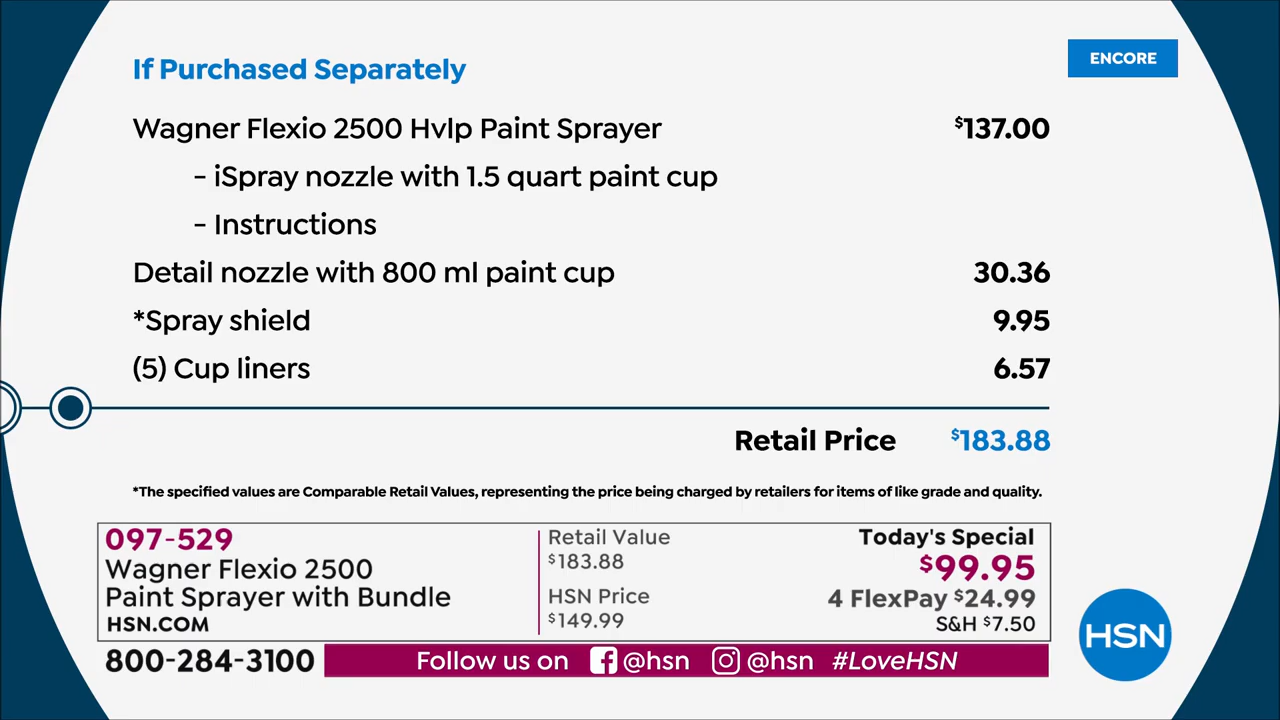 If Purchased Separately
ENCORE
Wagner Flexio 2500 Hvlp Paint Sprayer $137.00
- iSpray nozzle with 1.5 quart paint cup
- Instructions
Detail nozzle with 800 ml paint cup 30.36
*Spray shield 9.95
(5) Cup liners 6.57
Retail Price $183.88
*The specified values are Comparable Retail Values, representing the price being charged by retailers for items of like grade and quality.
097-529
Wagner Flexio 2500
Paint Sprayer with Bundle
HSN.COM
Retail Value
$183.88
HSN Price
$149.99
Today's Special
$99.95
4 FlexPay $24.99
S&H $7.50
HSN
800-284-3100
Follow us on @hsn @hsn #LoveHSN